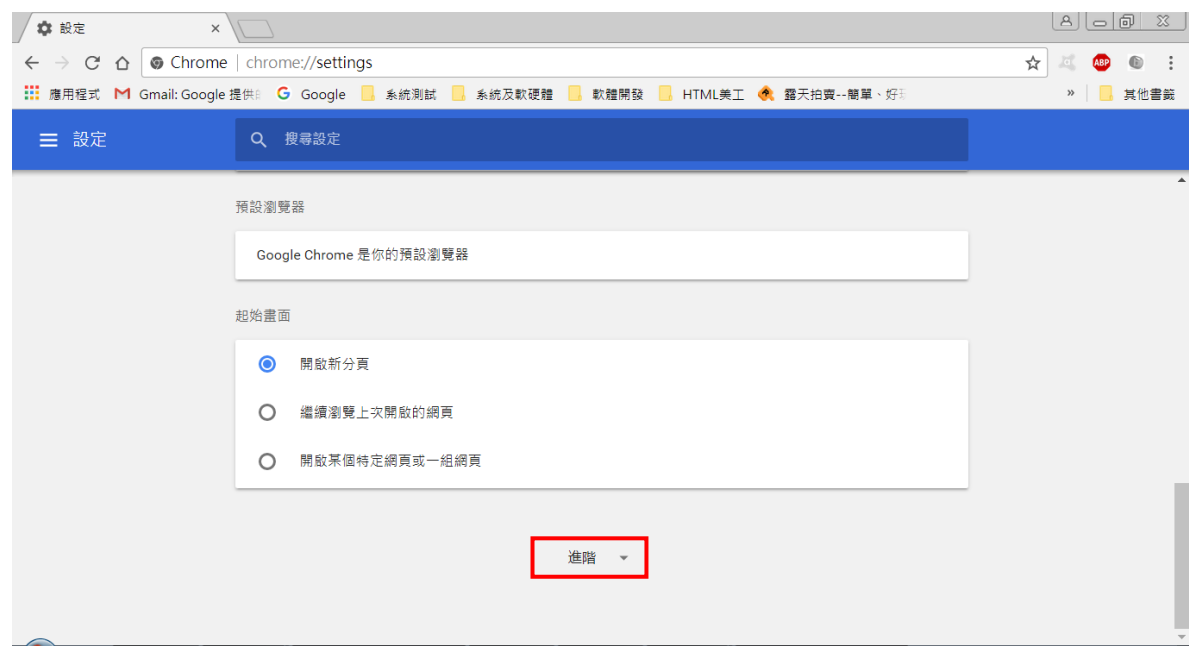 設定
Chrome | chrome://settings
ABP
應用程式 Gmail: Google 提供 Google 系統測試 系統及軟硬體 軟體開發 HTML美工 露天拍賣--簡單、好 » 其他書籤
設定 搜尋設定
預設瀏覽器
Google Chrome 是你的預設瀏覽器
起始畫面
開啟新分頁
繼續瀏覽上次開啟的網頁
開啟某個特定網頁或一組網頁
進階